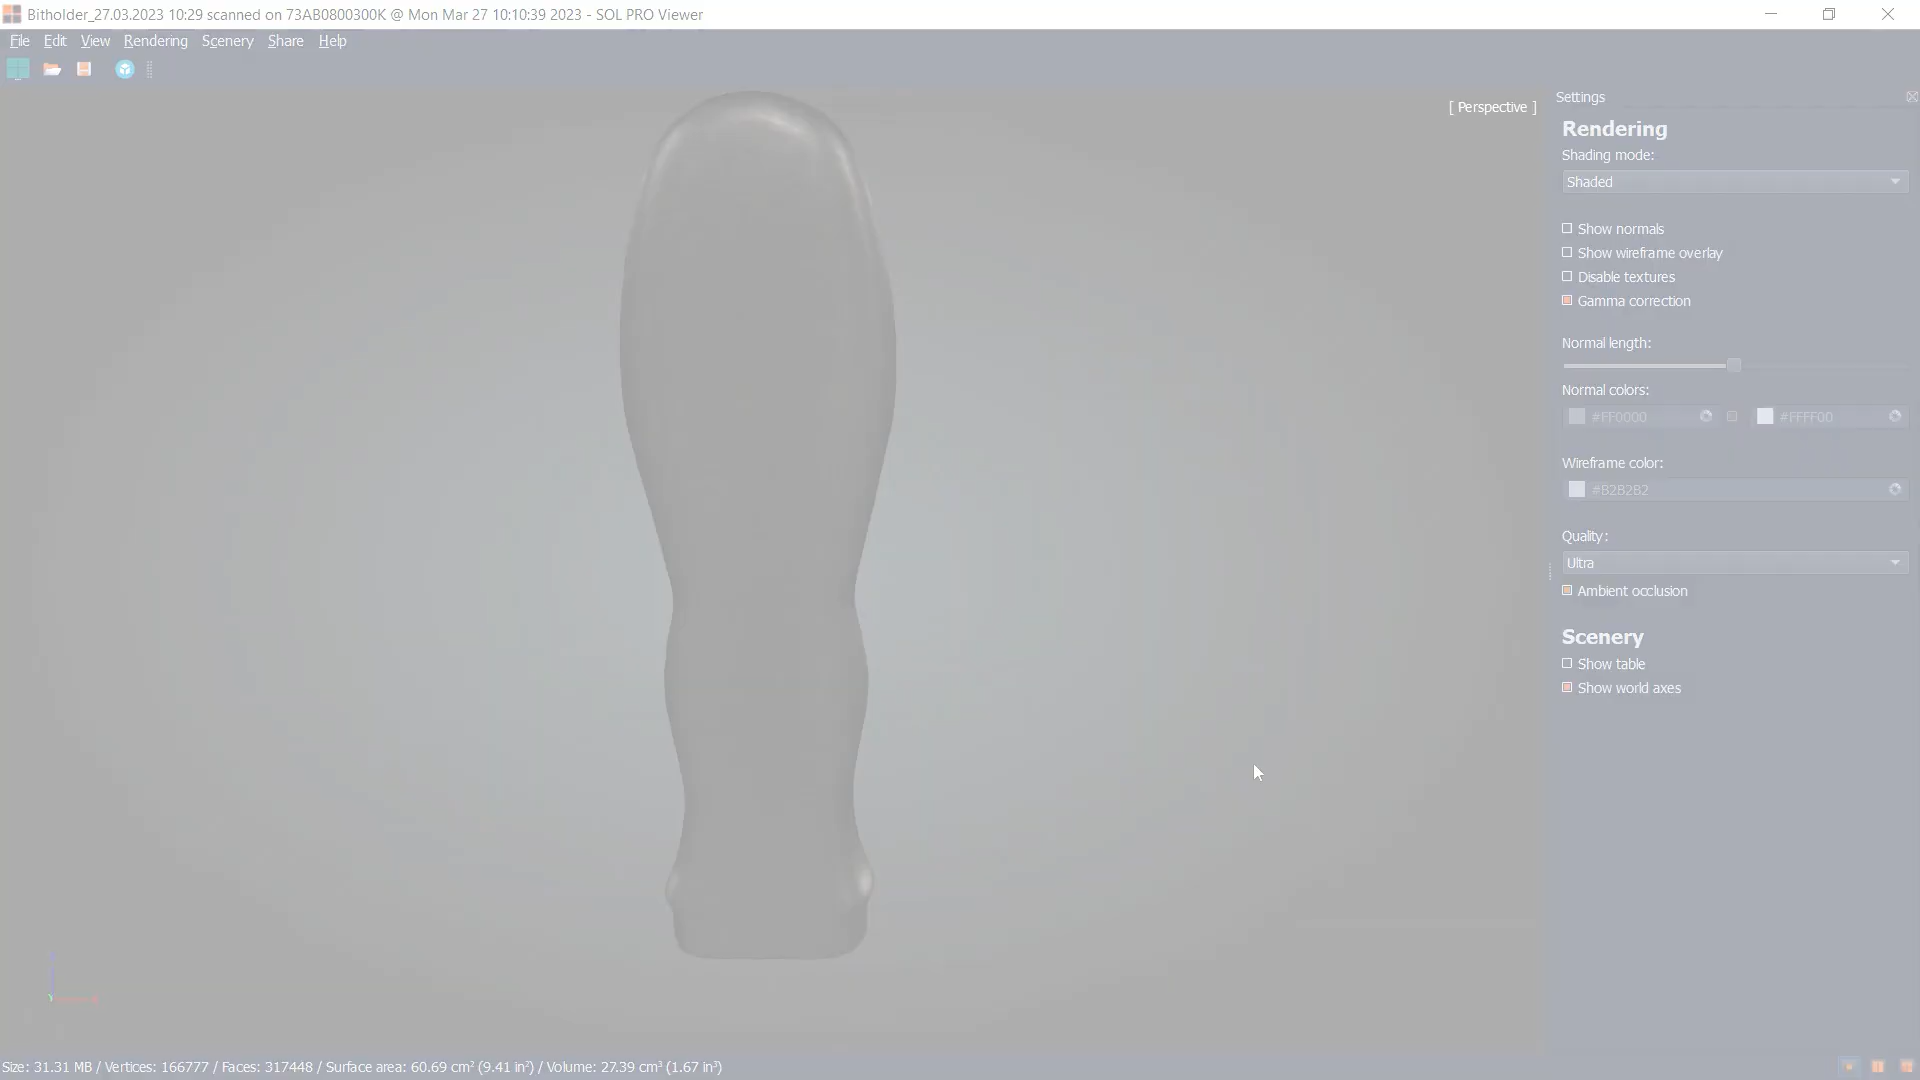 Bitholder_27.03.2023 10:29 scanned on 73AB0800300K @ Mon Mar 27 10:10:39 2023 - SOL PRO Viewer
File Edit View Rendering Scenery Share Help
[ Perspective ]
Settings
Rendering
Shading mode:
Shaded
Show normals
Show wireframe overlay
Disable textures
Gamma correction
Normal length:
Normal colors:
#FF0000 #FFFF00
Wireframe color:
#B2B2B2
Quality:
Ultra
Ambient occlusion
Scenery
Show table
Show world axes
Size: 31.31 MB / Vertices: 166777 / Faces: 317448 / Surface area: 60.69 cm² (9.41 in²) / Volume: 27.39 cm³ (1.67 in³)